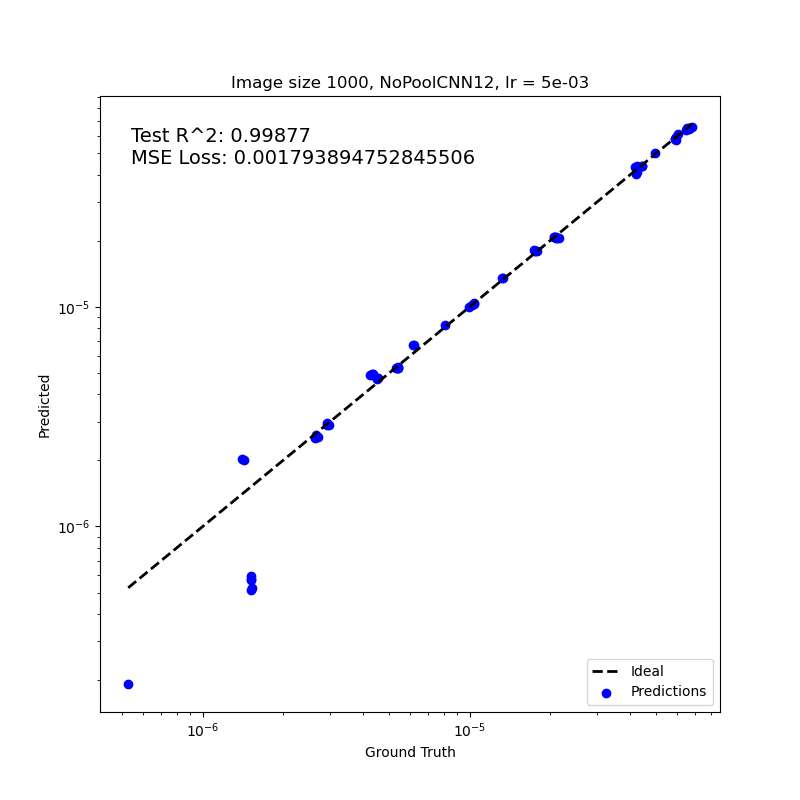 Image size 1000, NoPoolCNN12, lr = 5e-03
Test R^2: 0.99877
MSE Loss: 0.001793894752845506
10⁻⁵
Predicted
10⁻⁶
Ideal
Predictions
10⁻⁶ 10⁻⁵
Ground Truth